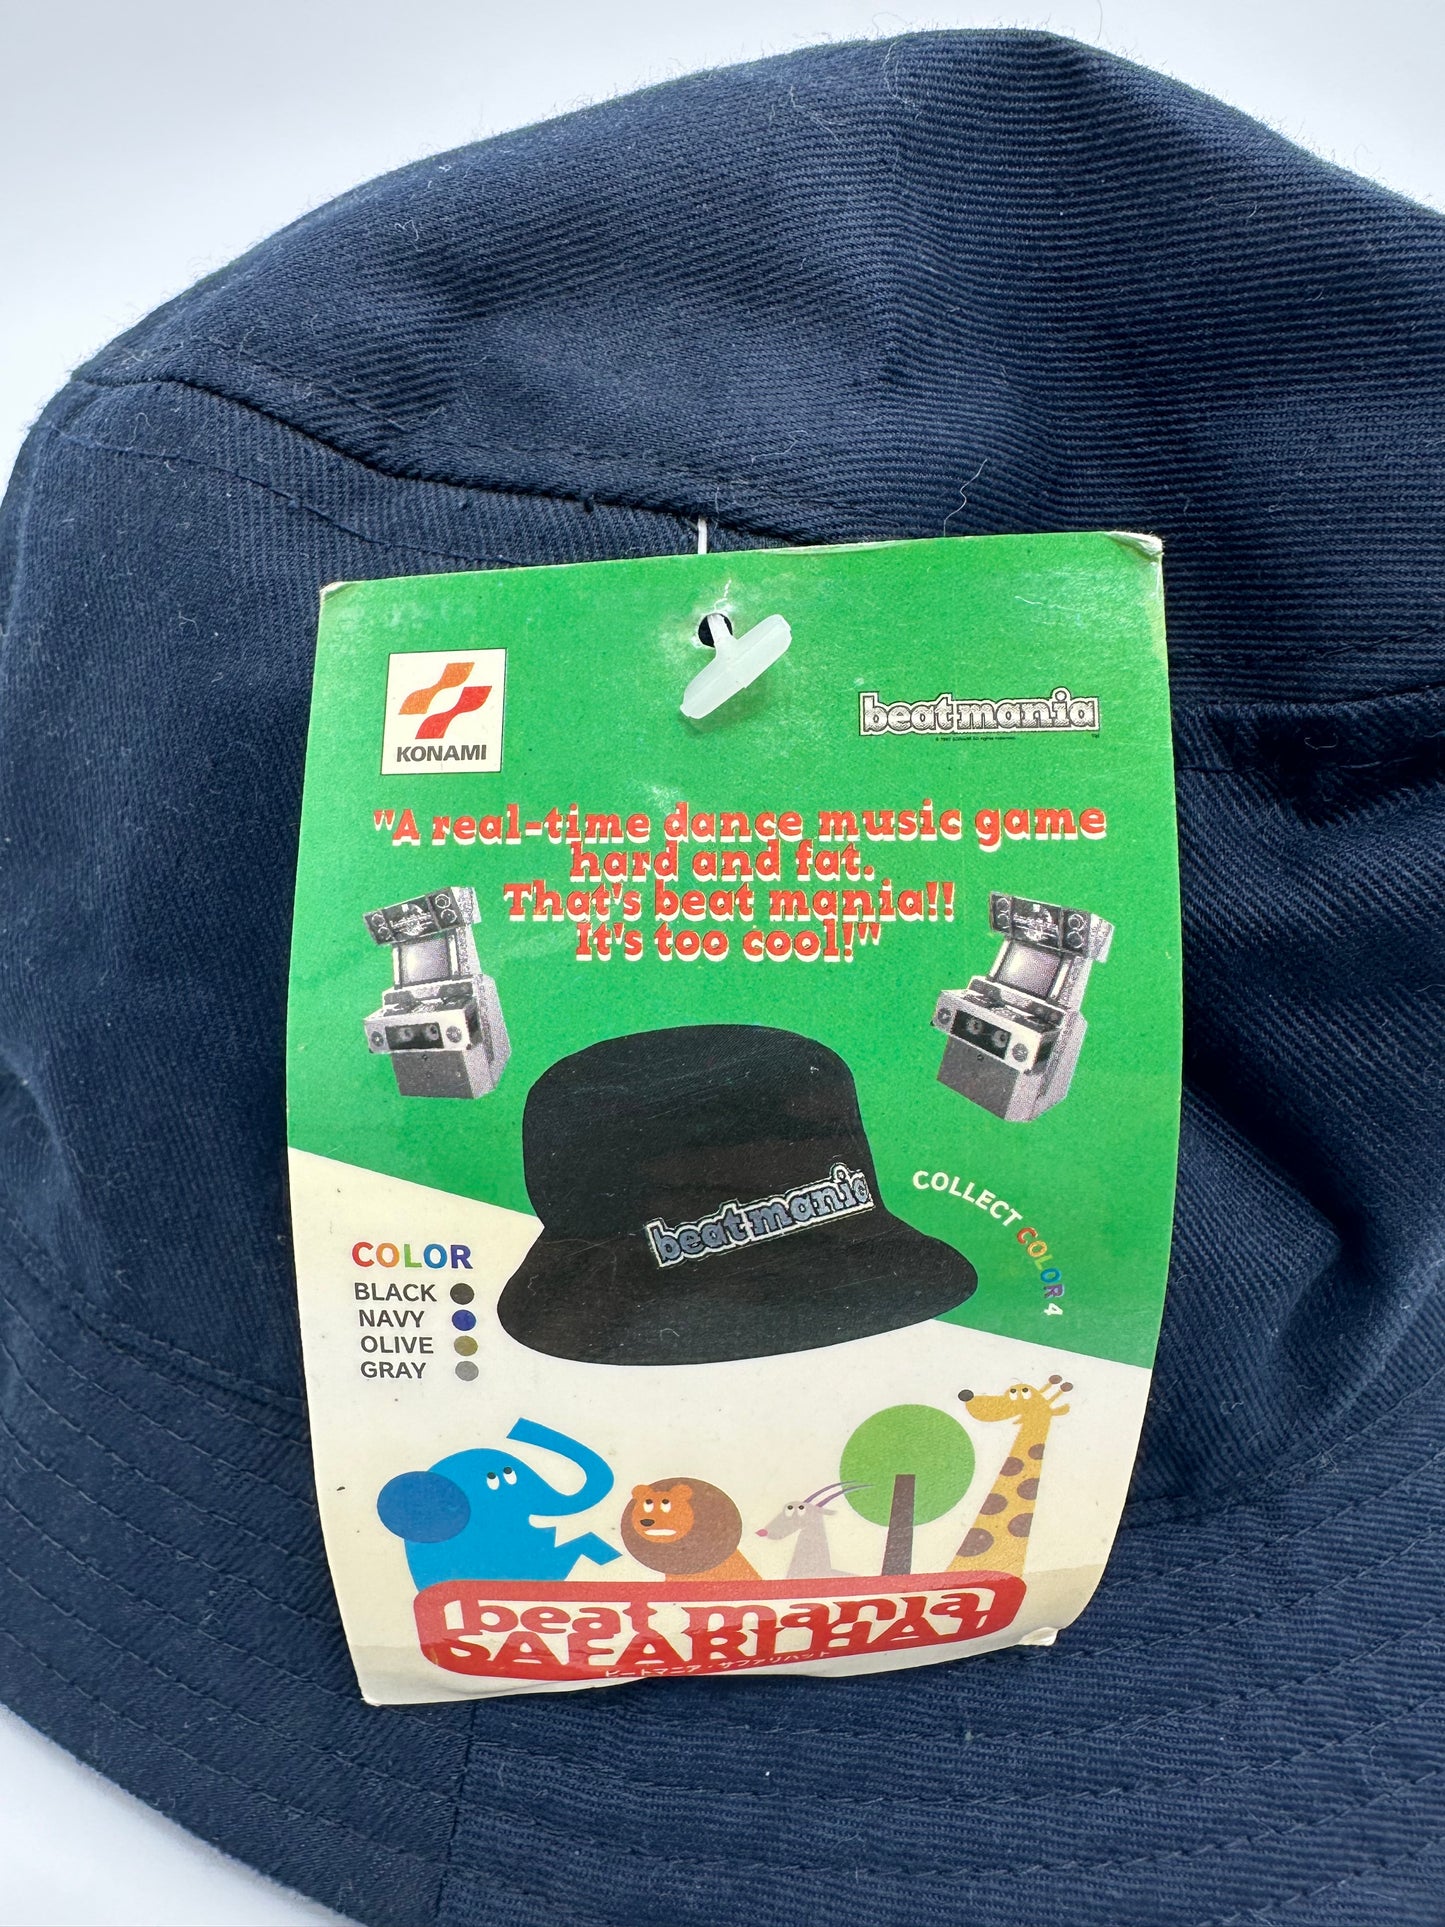 KONAMI
beatmania
"A real-time dance music game
hard and fat.
That's beat mania!!
It's too cool!"
beatmania
COLLECT COLOR 4
COLOR
BLACK
NAVY
OLIVE
GRAY
beat mania
SAFARI HAT
ビートマニア・サファリハット